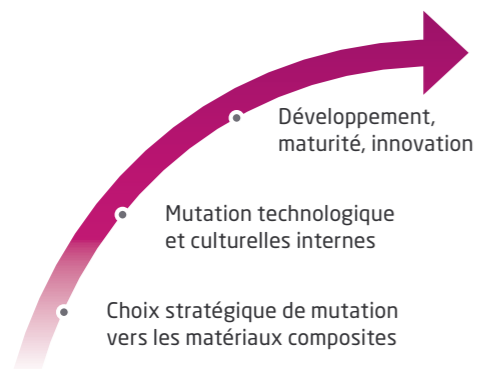 Développement,
maturité, innovation
Mutation technologique
et culturelles internes
Choix stratégique de mutation
vers les matériaux composites